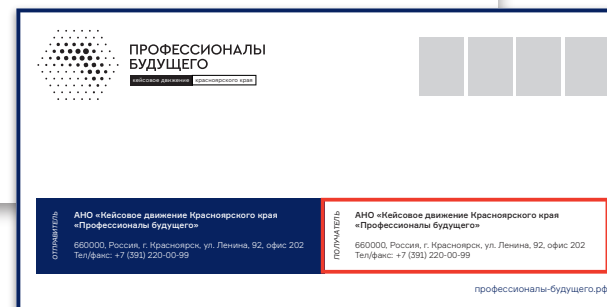 ПРОФЕССИОНАЛЫ
БУДУЩЕГО
кейсовое движение красноярского края
ОТПРАВИТЕЛЬ
АНО «Кейсовое движение Красноярского края
«Профессионалы будущего»
660000, Россия, г. Красноярск, ул. Ленина, 92, офис 202
Тел/факс: +7 (391) 220-00-99
ПОЛУЧАТЕЛЬ
АНО «Кейсовое движение Красноярского края
«Профессионалы будущего»
660000, Россия, г. Красноярск, ул. Ленина, 92, офис 202
Тел/факс: +7 (391) 220-00-99
профессионалы-будущего.рф